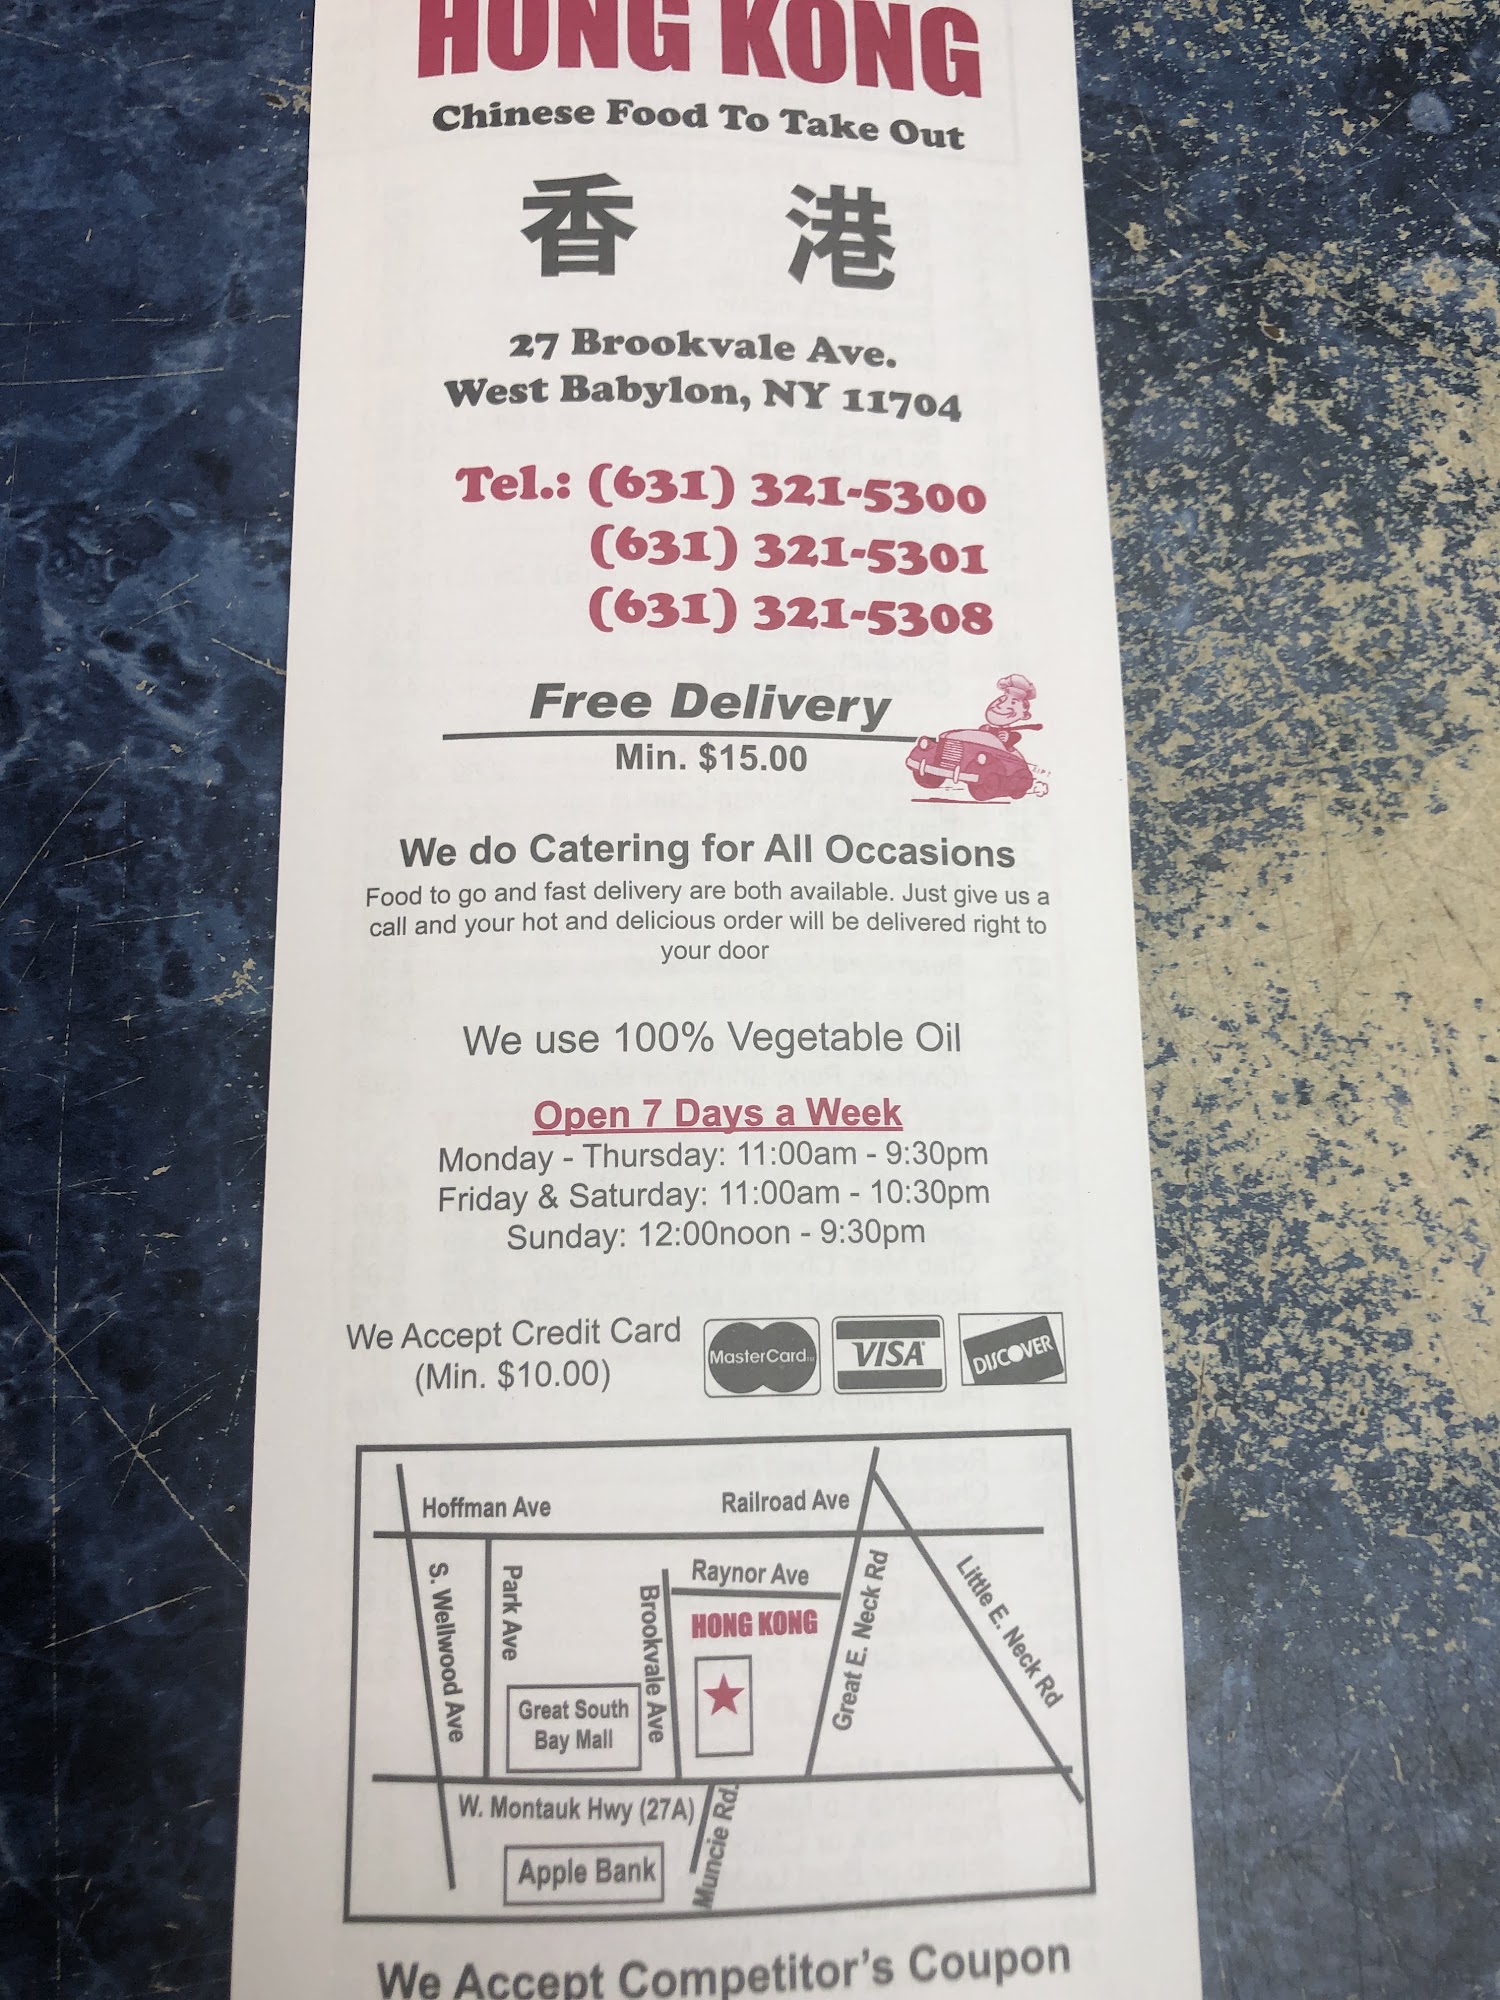 HONG KONG
Chinese Food To Take Out
香 港
27 Brookvale Ave.
West Babylon, NY 11704
Tel.: (631) 321-5300
(631) 321-5301
(631) 321-5308
Free Delivery
Min. $15.00
We do Catering for All Occasions
Food to go and fast delivery are both available. Just give us a
call and your hot and delicious order will be delivered right to
your door
We use 100% Vegetable Oil
Open 7 Days a Week
Monday - Thursday: 11:00am - 9:30pm
Friday & Saturday: 11:00am - 10:30pm
Sunday: 12:00noon - 9:30pm
We Accept Credit Card
(Min. $10.00)
MasterCard
VISA
DISCOVER
Hoffman Ave
Railroad Ave
S. Wellwood Ave
Park Ave
Brookvale Ave
Raynor Ave
HONG KONG
Great E. Neck Rd
Little E. Neck Rd
Great South
Bay Mall
W. Montauk Hwy (27A)
Muncie Rd.
Apple Bank
We Accept Competitor's Coupon